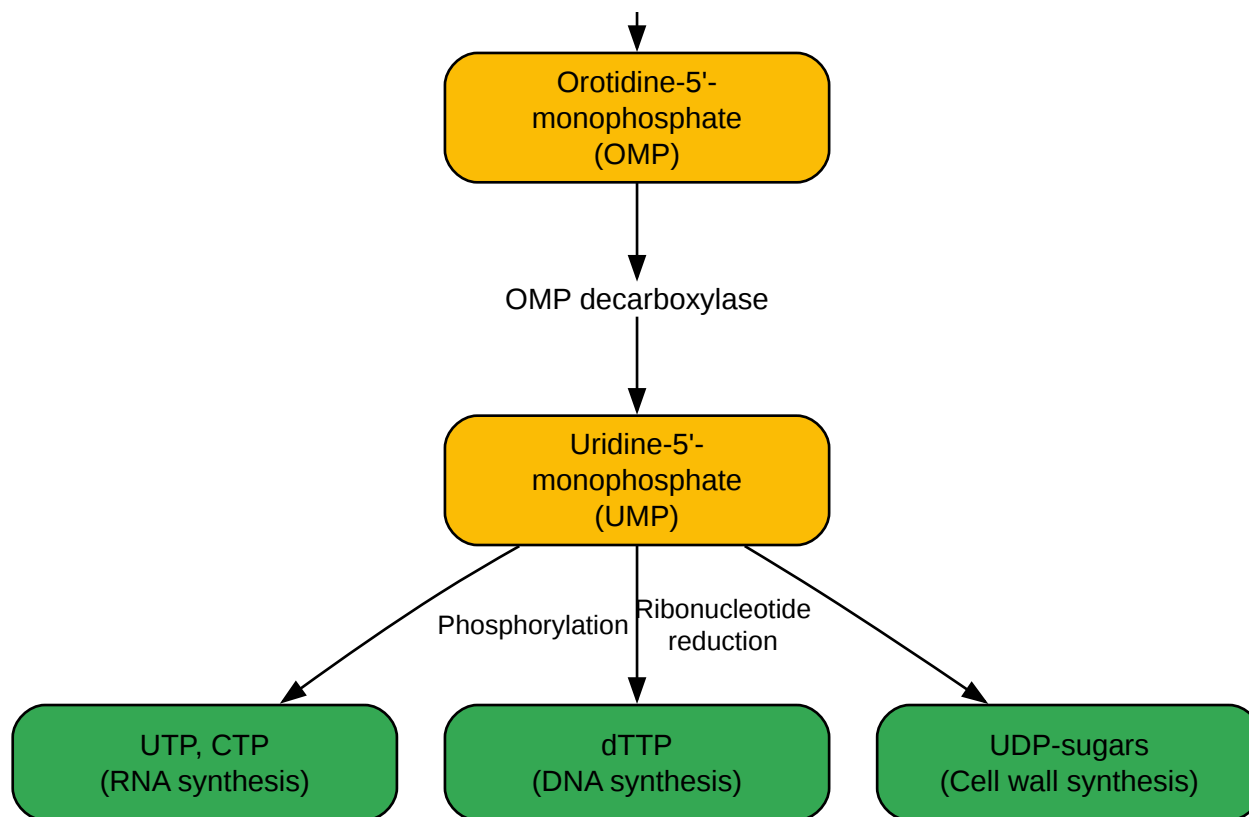 Orotidine-5'-
monophosphate
(OMP)
OMP decarboxylase
Uridine-5'-
monophosphate
(UMP)
Phosphorylation
Ribonucleotide
reduction
UTP, CTP
(RNA synthesis)
dTTP
(DNA synthesis)
UDP-sugars
(Cell wall synthesis)